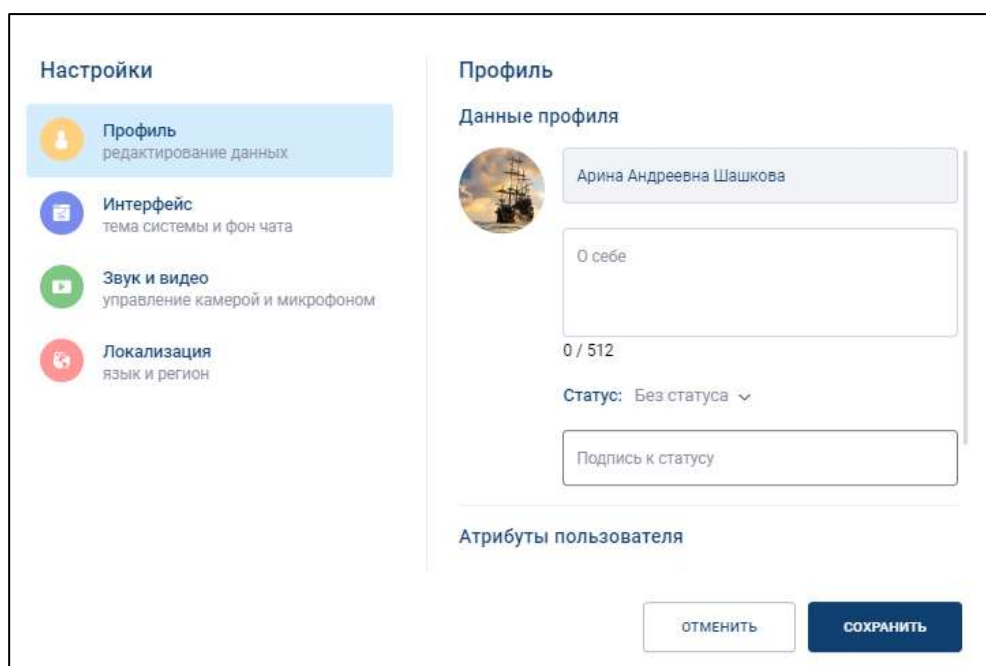 Настройки
Профиль
редактирование данных
Интерфейс
тема системы и фон чата
Звук и видео
управление камерой и микрофоном
Локализация
язык и регион
Профиль
Данные профиля
Арина Андреевна Шашкова
О себе
0 / 512
Статус: Без статуса
Подпись к статусу
Атрибуты пользователя
ОТМЕНИТЬ
СОХРАНИТЬ